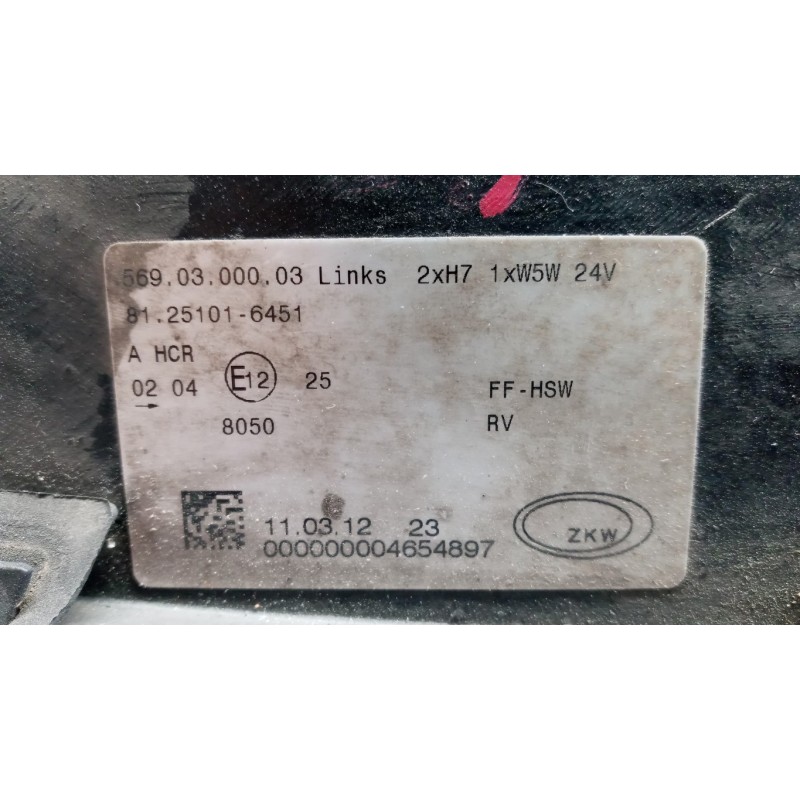 569.03.000.03 Links 2xH7 1xW5W 24V
81.25101-6451
A HCR
02 04 E12 25 FF-HSW
8050 RV
11.03.12 23
000000004654897
ZKW